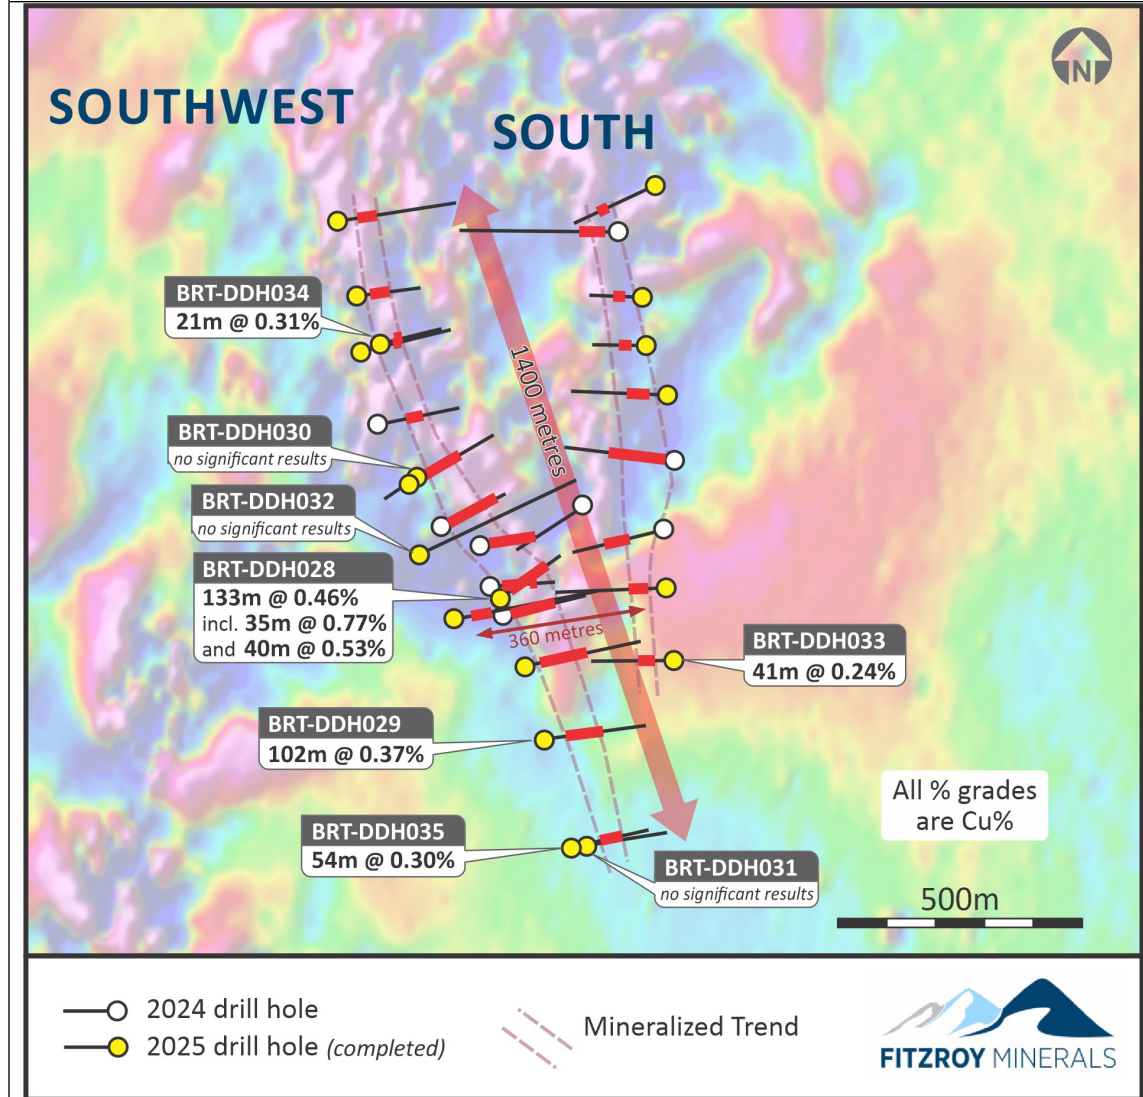 SOUTHWEST
SOUTH
N
BRT-DDH034
21m @ 0.31%
1400 metres
BRT-DDH030
no significant results
BRT-DDH032
no significant results
BRT-DDH028
133m @ 0.46%
incl. 35m @ 0.77%
and 40m @ 0.53%
360 metres
BRT-DDH033
41m @ 0.24%
BRT-DDH029
102m @ 0.37%
All % grades
are Cu%
BRT-DDH035
54m @ 0.30%
BRT-DDH031
no significant results
500m
2024 drill hole
2025 drill hole (completed)
Mineralized Trend
FITZROY MINERALS